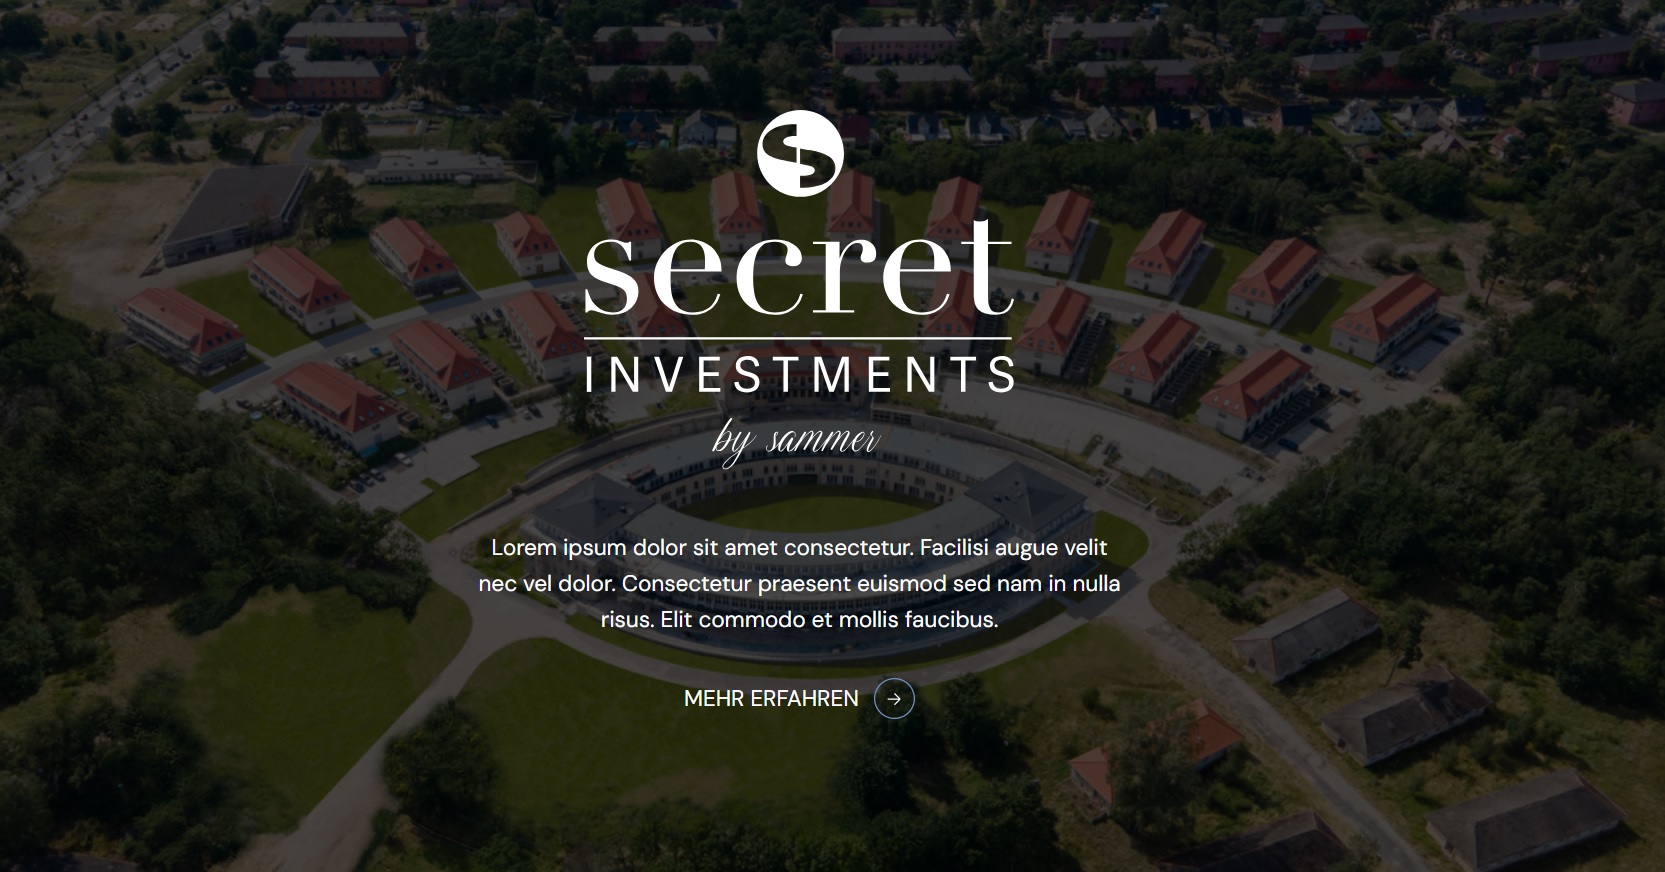 secret
INVESTMENTS
by sammer
Lorem ipsum dolor sit amet consectetur. Facilisi augue velit
nec vel dolor. Consectetur praesent euismod sed nam in nulla
risus. Elit commodo et mollis faucibus.
MEHR ERFAHREN